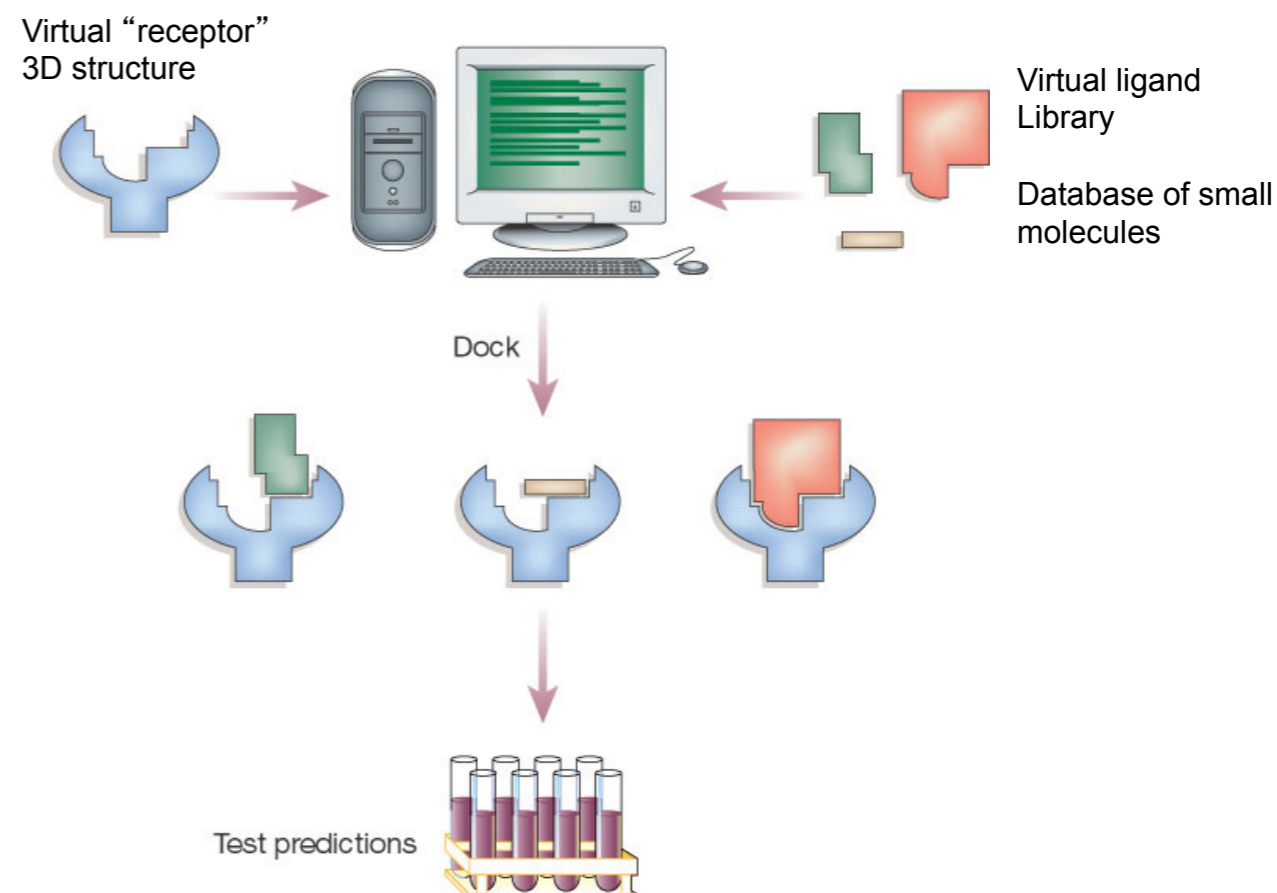 Virtual “receptor”
3D structure
Virtual ligand
Library
Database of small
molecules
Dock
Test predictions